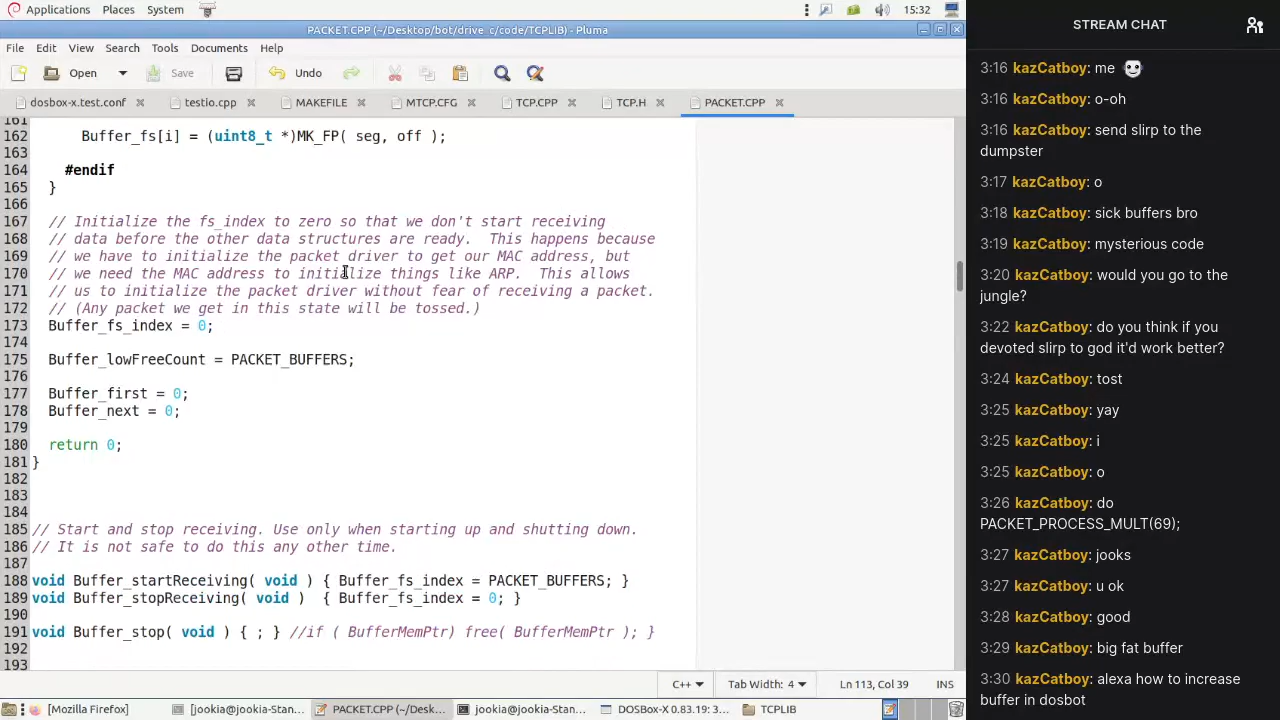 Applications Places System 15:32
PACKET.CPP (~/Desktop/bot/drive_c/code/TCPLIB) - Pluma
File Edit View Search Tools Documents Help
Open Save Undo
dosbox-x.test.conf testio.cpp MAKEFILE MTCP.CFG TCP.CPP TCP.H PACKET.CPP
161
162 Buffer_fs[i] = (uint8_t *)MK_FP( seg, off );
163
164 #endif
165 }
166
167 // Initialize the fs_index to zero so that we don't start receiving
168 // data before the other data structures are ready.  This happens because
169 // we have to initialize the packet driver to get our MAC address, but
170 // we need the MAC address to initialize things like ARP.  This allows
171 // us to initialize the packet driver without fear of receiving a packet.
172 // (Any packet we get in this state will be tossed.)
173 Buffer_fs_index = 0;
174
175 Buffer_lowFreeCount = PACKET_BUFFERS;
176
177 Buffer_first = 0;
178 Buffer_next = 0;
179
180 return 0;
181 }
182
183
184
185 // Start and stop receiving. Use only when starting up and shutting down.
186 // It is not safe to do this any other time.
187
188 void Buffer_startReceiving( void ) { Buffer_fs_index = PACKET_BUFFERS; }
189 void Buffer_stopReceiving( void )  { Buffer_fs_index = 0; }
190
191 void Buffer_stop( void ) { ; } //if ( BufferMemPtr) free( BufferMemPtr ); }
192
193
C++ Tab Width: 4 Ln 113, Col 39 INS
[Mozilla Firefox] [jookia@jookia-Stan... PACKET.CPP (~/Desk... jookia@jookia-Stan... DOSBox-X 0.83.19: 3... TCPLIB
STREAM CHAT
3:16 kazCatboy: me
3:16 kazCatboy: o-oh
3:16 kazCatboy: send slirp to the
dumpster
3:17 kazCatboy: o
3:18 kazCatboy: sick buffers bro
3:19 kazCatboy: mysterious code
3:20 kazCatboy: would you go to the
jungle?
3:22 kazCatboy: do you think if you
devoted slirp to god it'd work better?
3:24 kazCatboy: tost
3:25 kazCatboy: yay
3:25 kazCatboy: i
3:25 kazCatboy: o
3:26 kazCatboy: do
PACKET_PROCESS_MULT(69);
3:27 kazCatboy: jooks
3:27 kazCatboy: u ok
3:28 kazCatboy: good
3:29 kazCatboy: big fat buffer
3:30 kazCatboy: alexa how to increase
buffer in dosbot